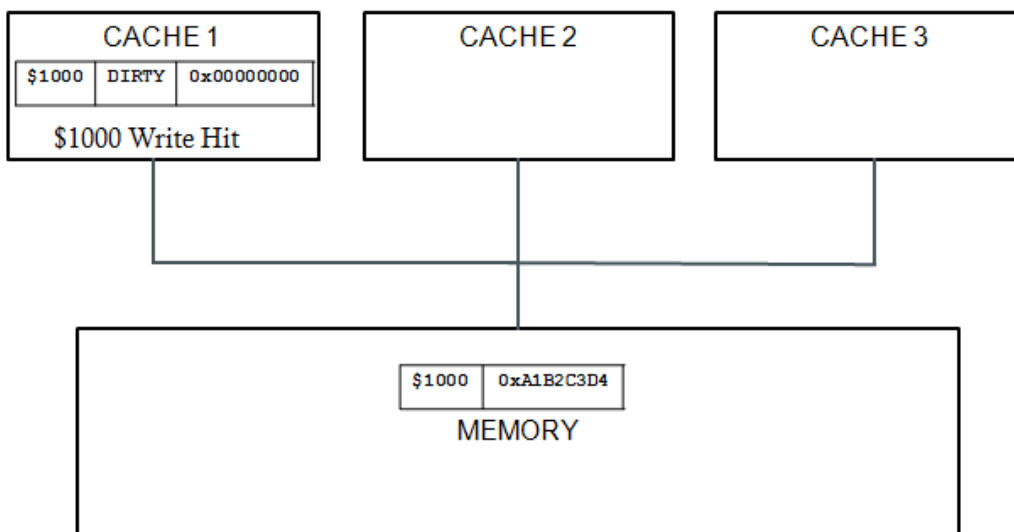 CACHE 1
$1000 DIRTY 0x00000000
$1000 Write Hit
CACHE 2
CACHE 3
$1000 0xA1B2C3D4
MEMORY